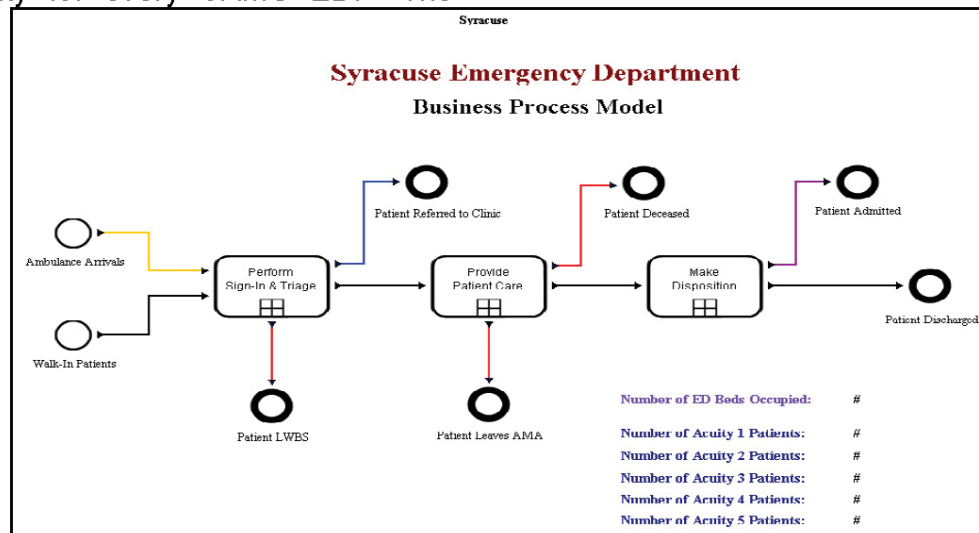 Syracuse
Syracuse Emergency Department
Business Process Model
Patient Referred to Clinic
Patient Deceased
Patient Admitted
Ambulance Arrivals
Perform
Sign-In & Triage
Provide
Patient Care
Make
Disposition
Patient Discharged
Walk-In Patients
Patient LWBS
Patient Leaves AMA
Number of ED Beds Occupied: #
Number of Acuity 1 Patients: #
Number of Acuity 2 Patients: #
Number of Acuity 3 Patients: #
Number of Acuity 4 Patients: #
Number of Acuity 5 Patients: #